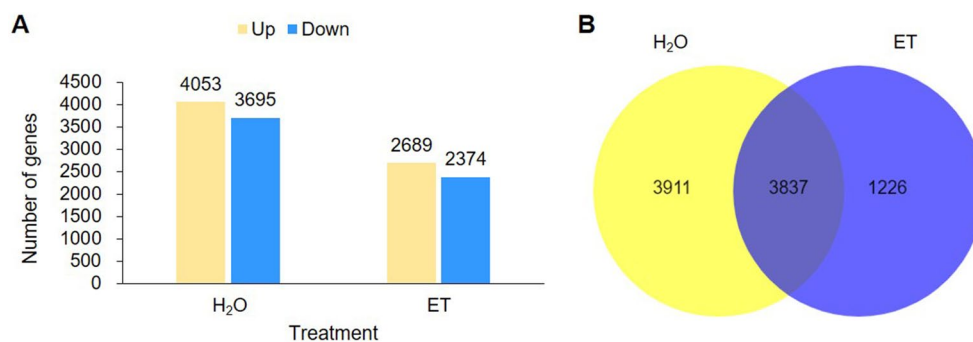 A
Up Down
Number of genes
4500
4000
3500
3000
2500
2000
1500
1000
500
0
4053
3695
2689
2374
H₂O ET
Treatment
B
H₂O ET
3911 3837 1226